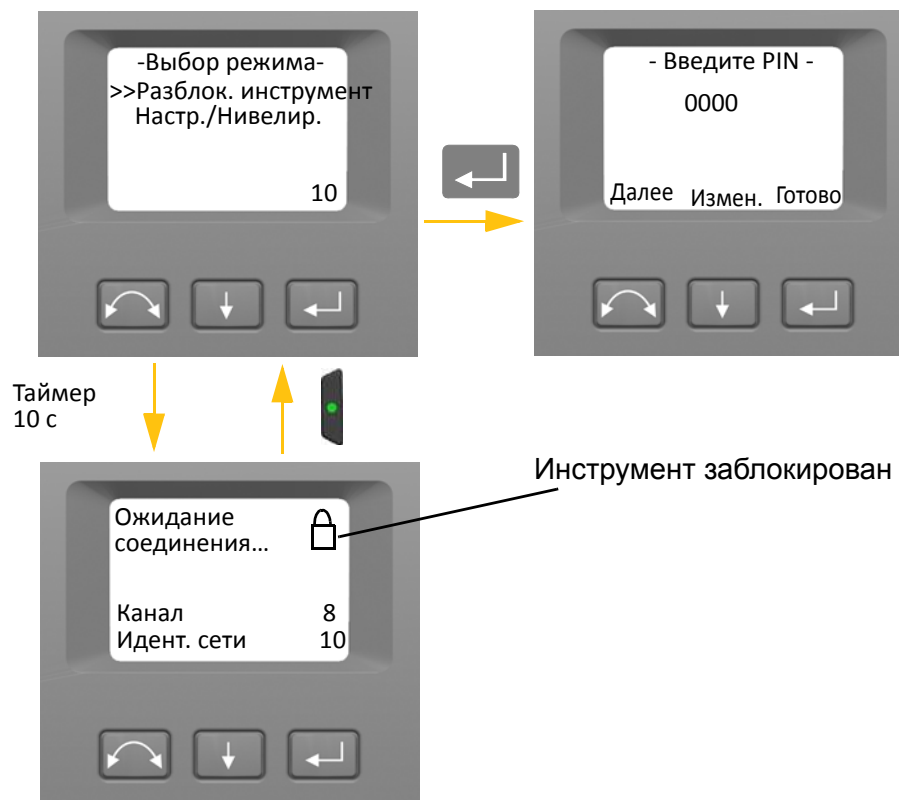 -Выбор режима-
>>Разблок. инструмент
Настр./Нивелир.
10
- Введите PIN -
0000
Далее Измен. Готово
Таймер
10 с
Инструмент заблокирован
Ожидание
соединения...
Канал 8
Идент. сети 10